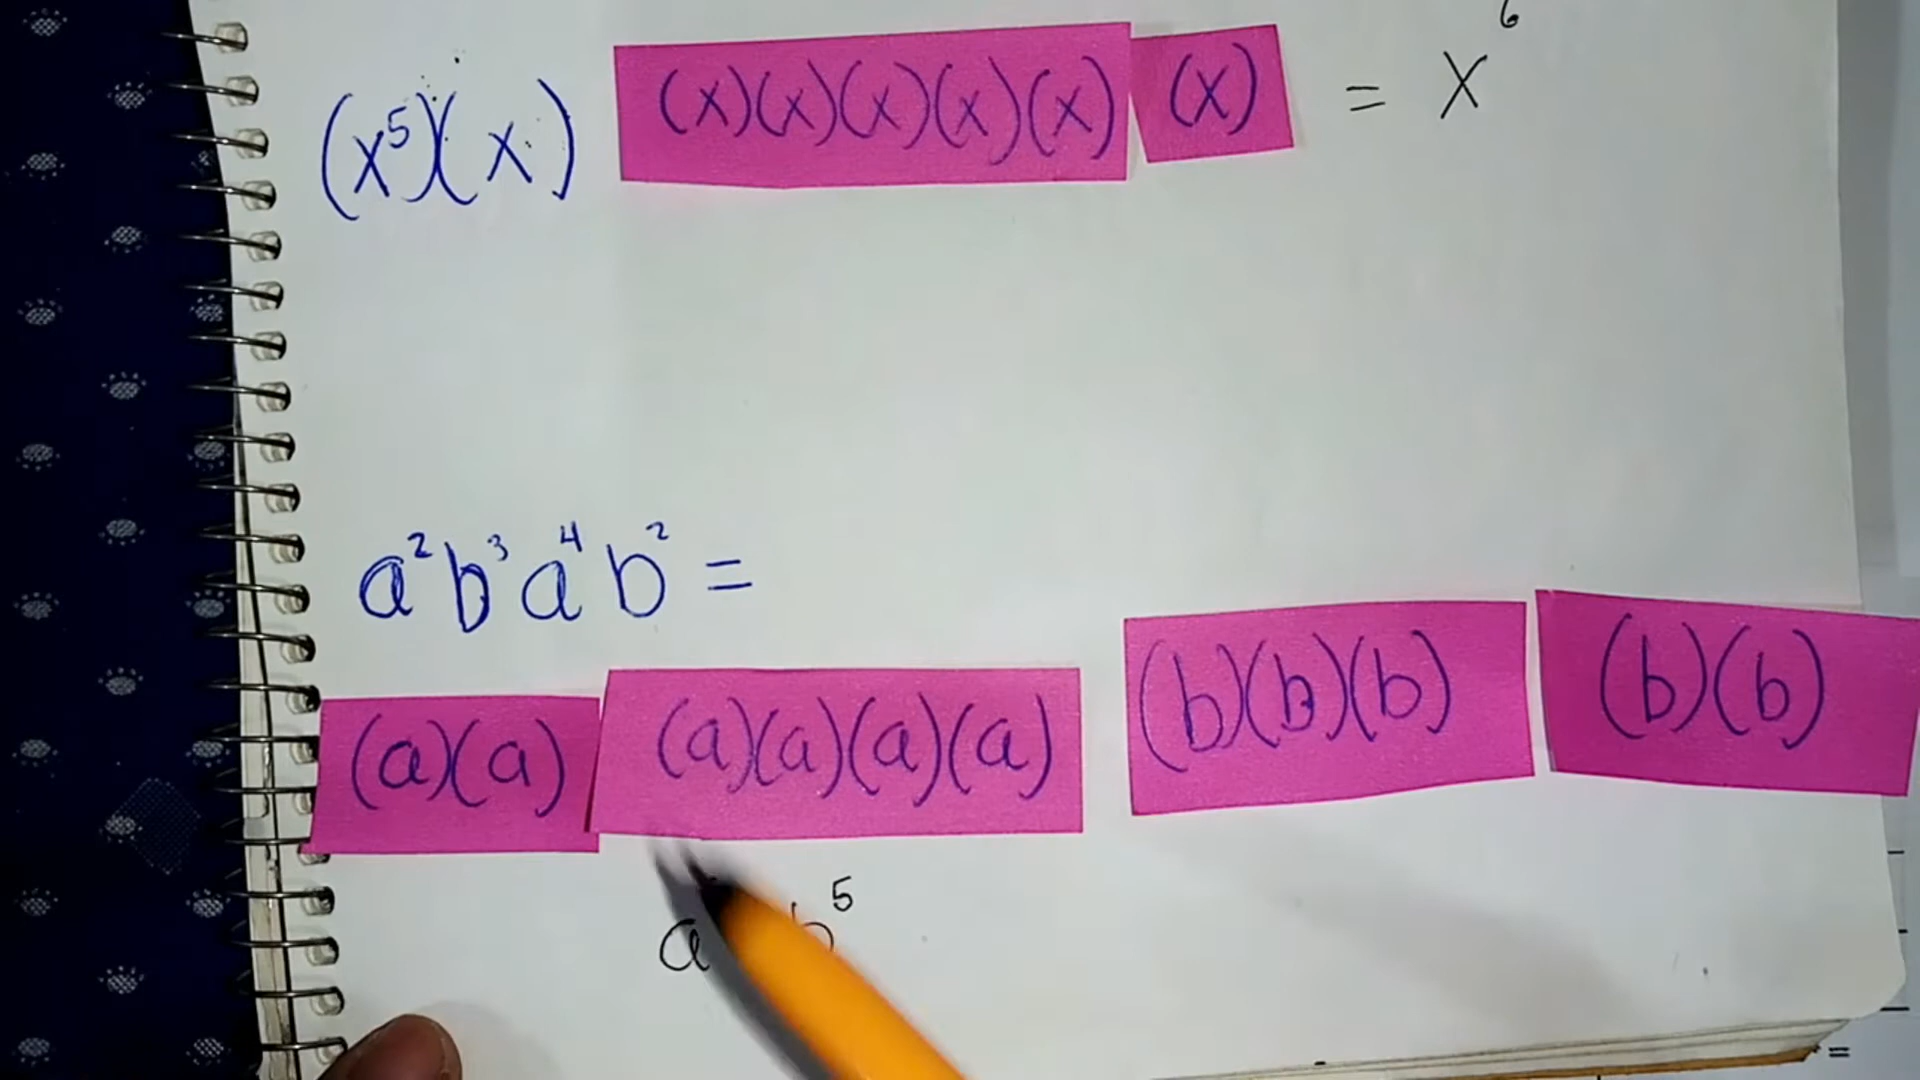 (x⁵)(x) (x)(x)(x)(x)(x) (x) = x⁶
a²b³a⁴b² =
(a)(a) (a)(a)(a)(a) (b)(b)(b) (b)(b)
a b⁵
=